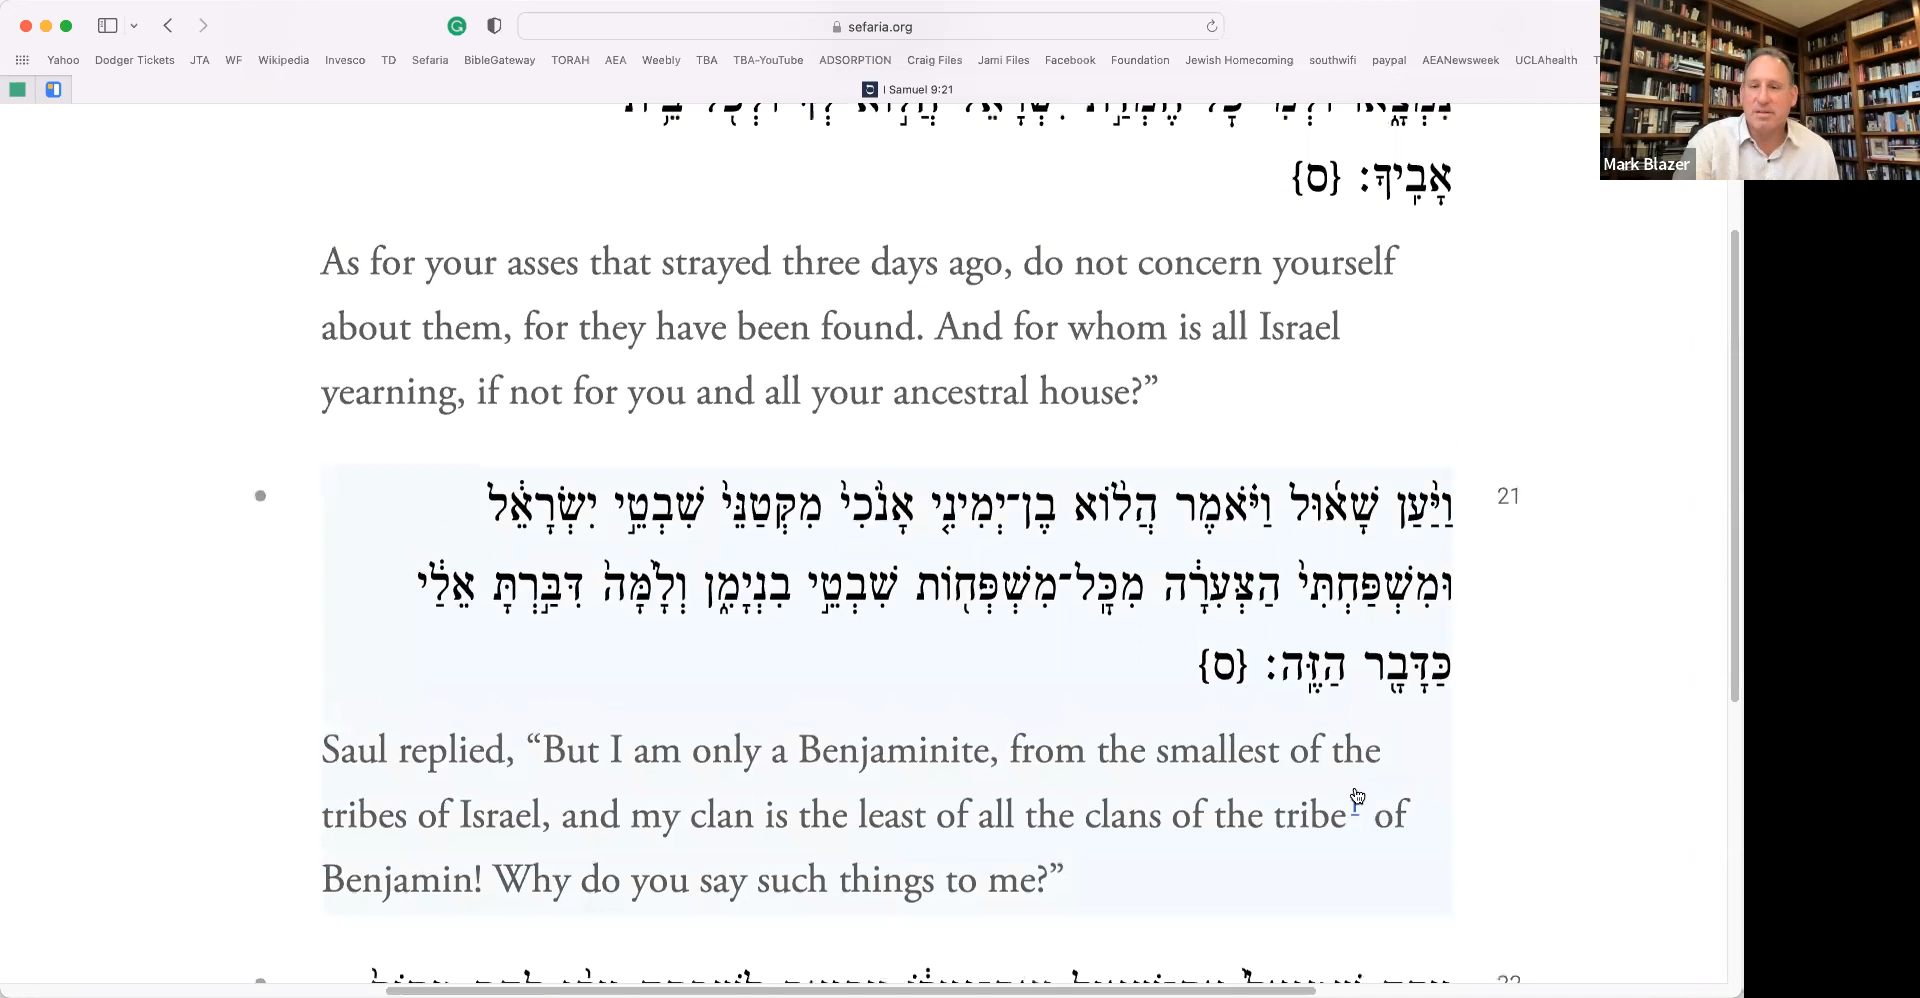 sefaria.org
Yahoo Dodger Tickets JTA WF Wikipedia Invesco TD Sefaria BibleGateway TORAH AEA Weebly TBA TBA-YouTube ADSORPTION Craig Files Jami Files Facebook Foundation Jewish Homecoming southwifi paypal AEANewsweek UCLAhealth
I Samuel 9:21
Mark Blazer
אָבִֽיךָ׃ {ס}
As for your asses that strayed three days ago, do not concern yourself
about them, for they have been found. And for whom is all Israel
yearning, if not for you and all your ancestral house?”
21
וַיַּ֨עַן שָׁא֜וּל וַיֹּ֗אמֶר הֲל֨וֹא בֶן־יְמִינִ֤י אָ֙נֹכִי֙ מִקְּטַנֵּי֙ שִׁבְטֵ֣י יִשְׂרָאֵ֔ל
וּמִשְׁפַּחְתִּי֙ הַצְּעִרָ֔ה מִכׇּֽל־מִשְׁפְּח֖וֹת שִׁבְטֵ֣י בִנְיָמִ֑ן וְלָ֙מָּה֙ דִּבַּ֣רְתָּ אֵלַ֔י
כַּדָּבָ֖ר הַזֶּֽה׃ {ס}
Saul replied, “But I am only a Benjaminite, from the smallest of the
tribes of Israel, and my clan is the least of all the clans of the tribe of
Benjamin! Why do you say such things to me?”